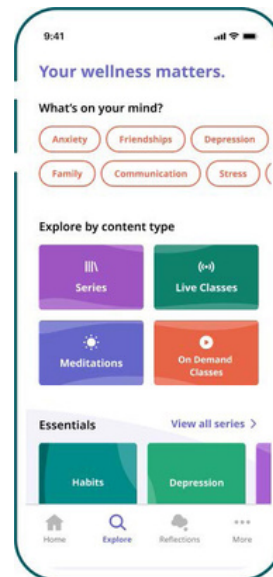 9:41
Your wellness matters.
What's on your mind?
Anxiety Friendships Depression
Family Communication Stress
Explore by content type
Series Live Classes
Meditations On Demand
Classes
Essentials View all series >
Habits Depression
Home Explore Reflections More